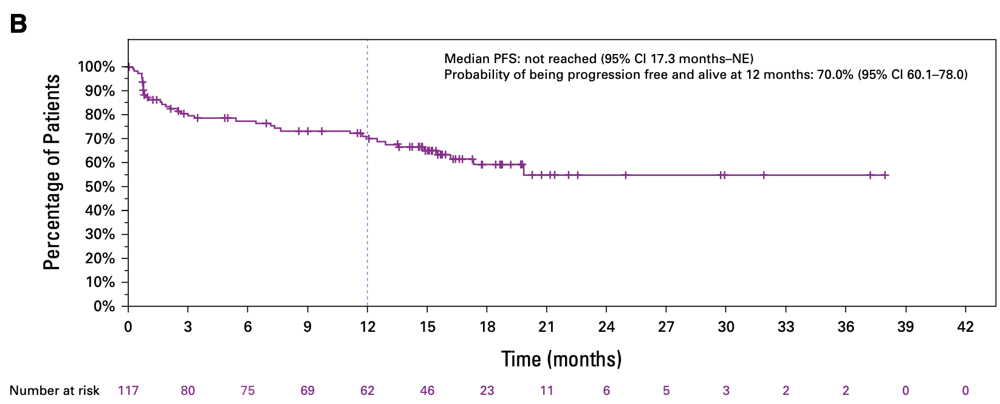 B
Median PFS: not reached (95% CI 17.3 months–NE)
Probability of being progression free and alive at 12 months: 70.0% (95% CI 60.1–78.0)
Percentage of Patients
100%
90%
80%
70%
60%
50%
40%
30%
20%
10%
0%
0 3 6 9 12 15 18 21 24 27 30 33 36 39 42
Time (months)
Number at risk 117 80 75 69 62 46 23 11 6 5 3 2 2 0 0